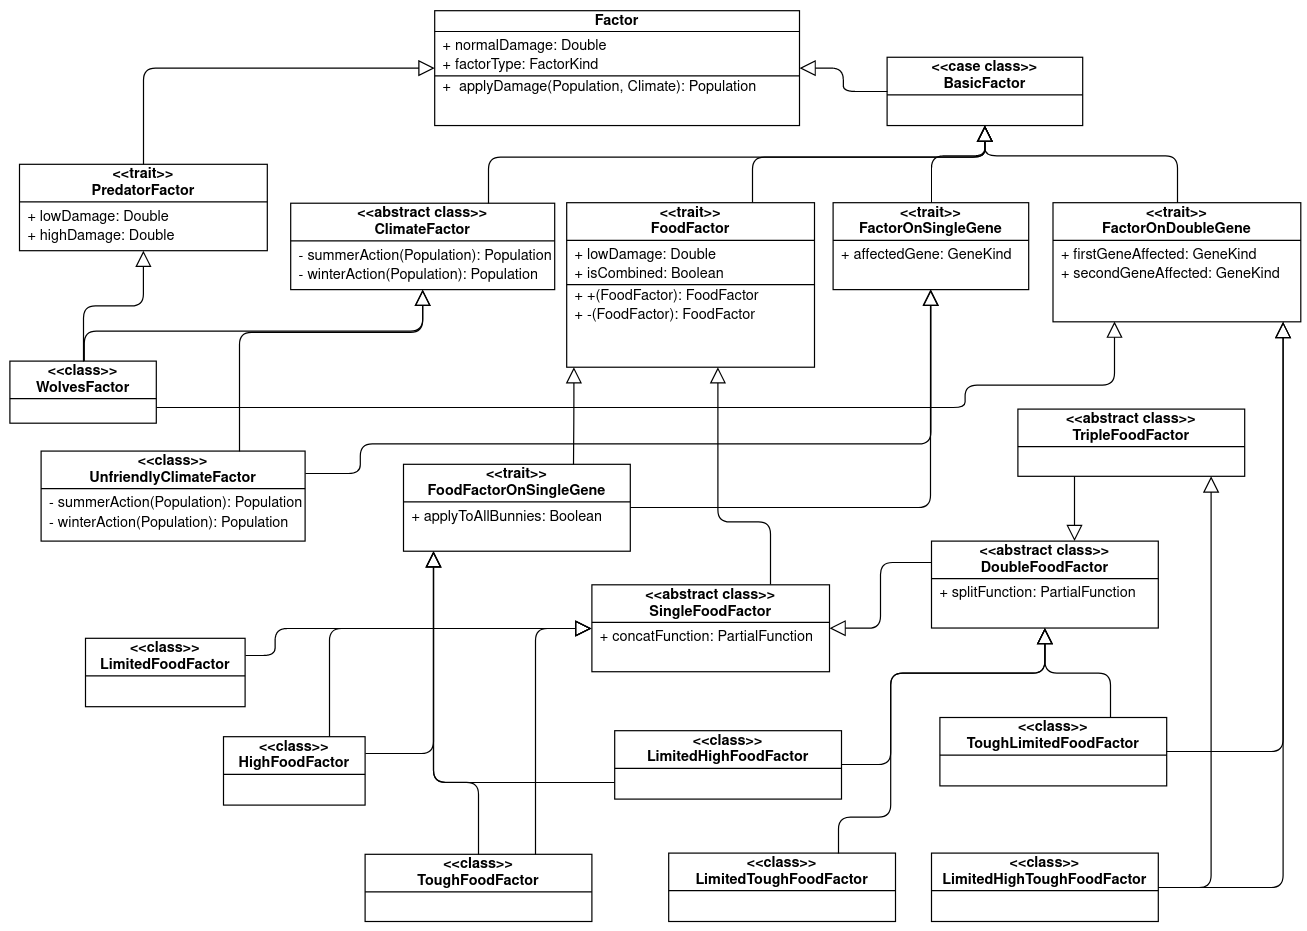 Factor
+ normalDamage: Double
+ factorType: FactorKind
+ applyDamage(Population, Climate): Population
<<case class>>
BasicFactor
<<trait>>
PredatorFactor
+ lowDamage: Double
+ highDamage: Double
<<abstract class>>
ClimateFactor
- summerAction(Population): Population
- winterAction(Population): Population
<<trait>>
FoodFactor
+ lowDamage: Double
+ isCombined: Boolean
+ +(FoodFactor): FoodFactor
+ -(FoodFactor): FoodFactor
<<trait>>
FactorOnSingleGene
+ affectedGene: GeneKind
<<trait>>
FactorOnDoubleGene
+ firstGeneAffected: GeneKind
+ secondGeneAffected: GeneKind
<<class>>
WolvesFactor
<<abstract class>>
TripleFoodFactor
<<class>>
UnfriendlyClimateFactor
- summerAction(Population): Population
- winterAction(Population): Population
<<trait>>
FoodFactorOnSingleGene
+ applyToAllBunnies: Boolean
<<abstract class>>
DoubleFoodFactor
+ splitFunction: PartialFunction
<<abstract class>>
SingleFoodFactor
+ concatFunction: PartialFunction
<<class>>
LimitedFoodFactor
<<class>>
HighFoodFactor
<<class>>
LimitedHighFoodFactor
<<class>>
ToughLimitedFoodFactor
<<class>>
ToughFoodFactor
<<class>>
LimitedToughFoodFactor
<<class>>
LimitedHighToughFoodFactor